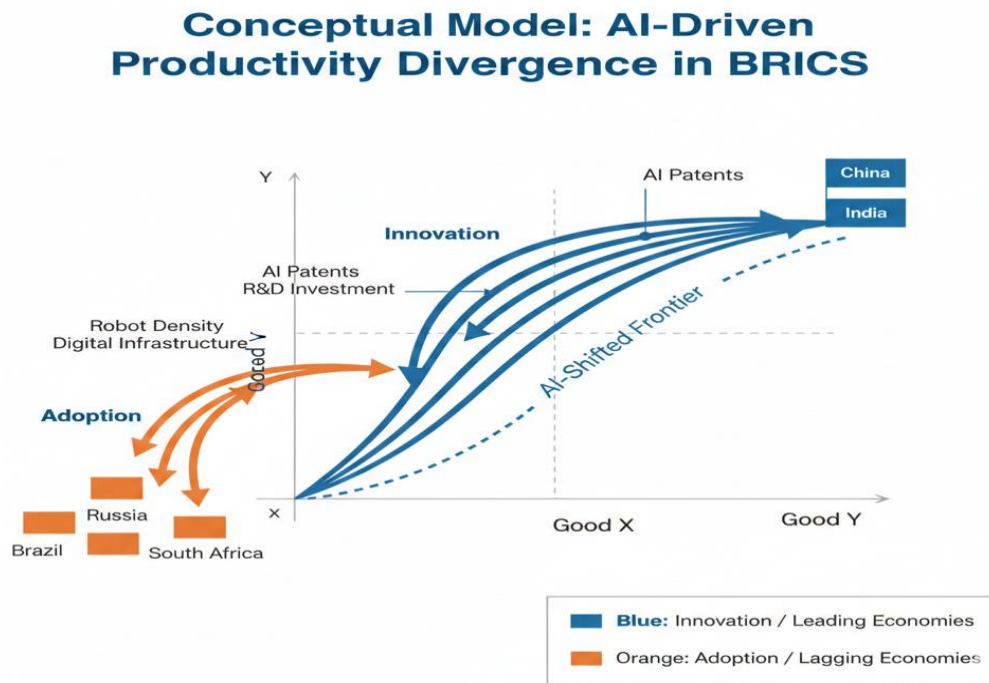 Conceptual Model: AI-Driven
Productivity Divergence in BRICS
Y
AI Patents
China
India
Innovation
AI Patents
R&D Investment
Robot Density
Digital Infrastructure
AI-Shifted Frontier
Adoption
X
Good X
Good Y
Russia
Brazil
South Africa
Blue: Innovation / Leading Economies
Orange: Adoption / Lagging Economies